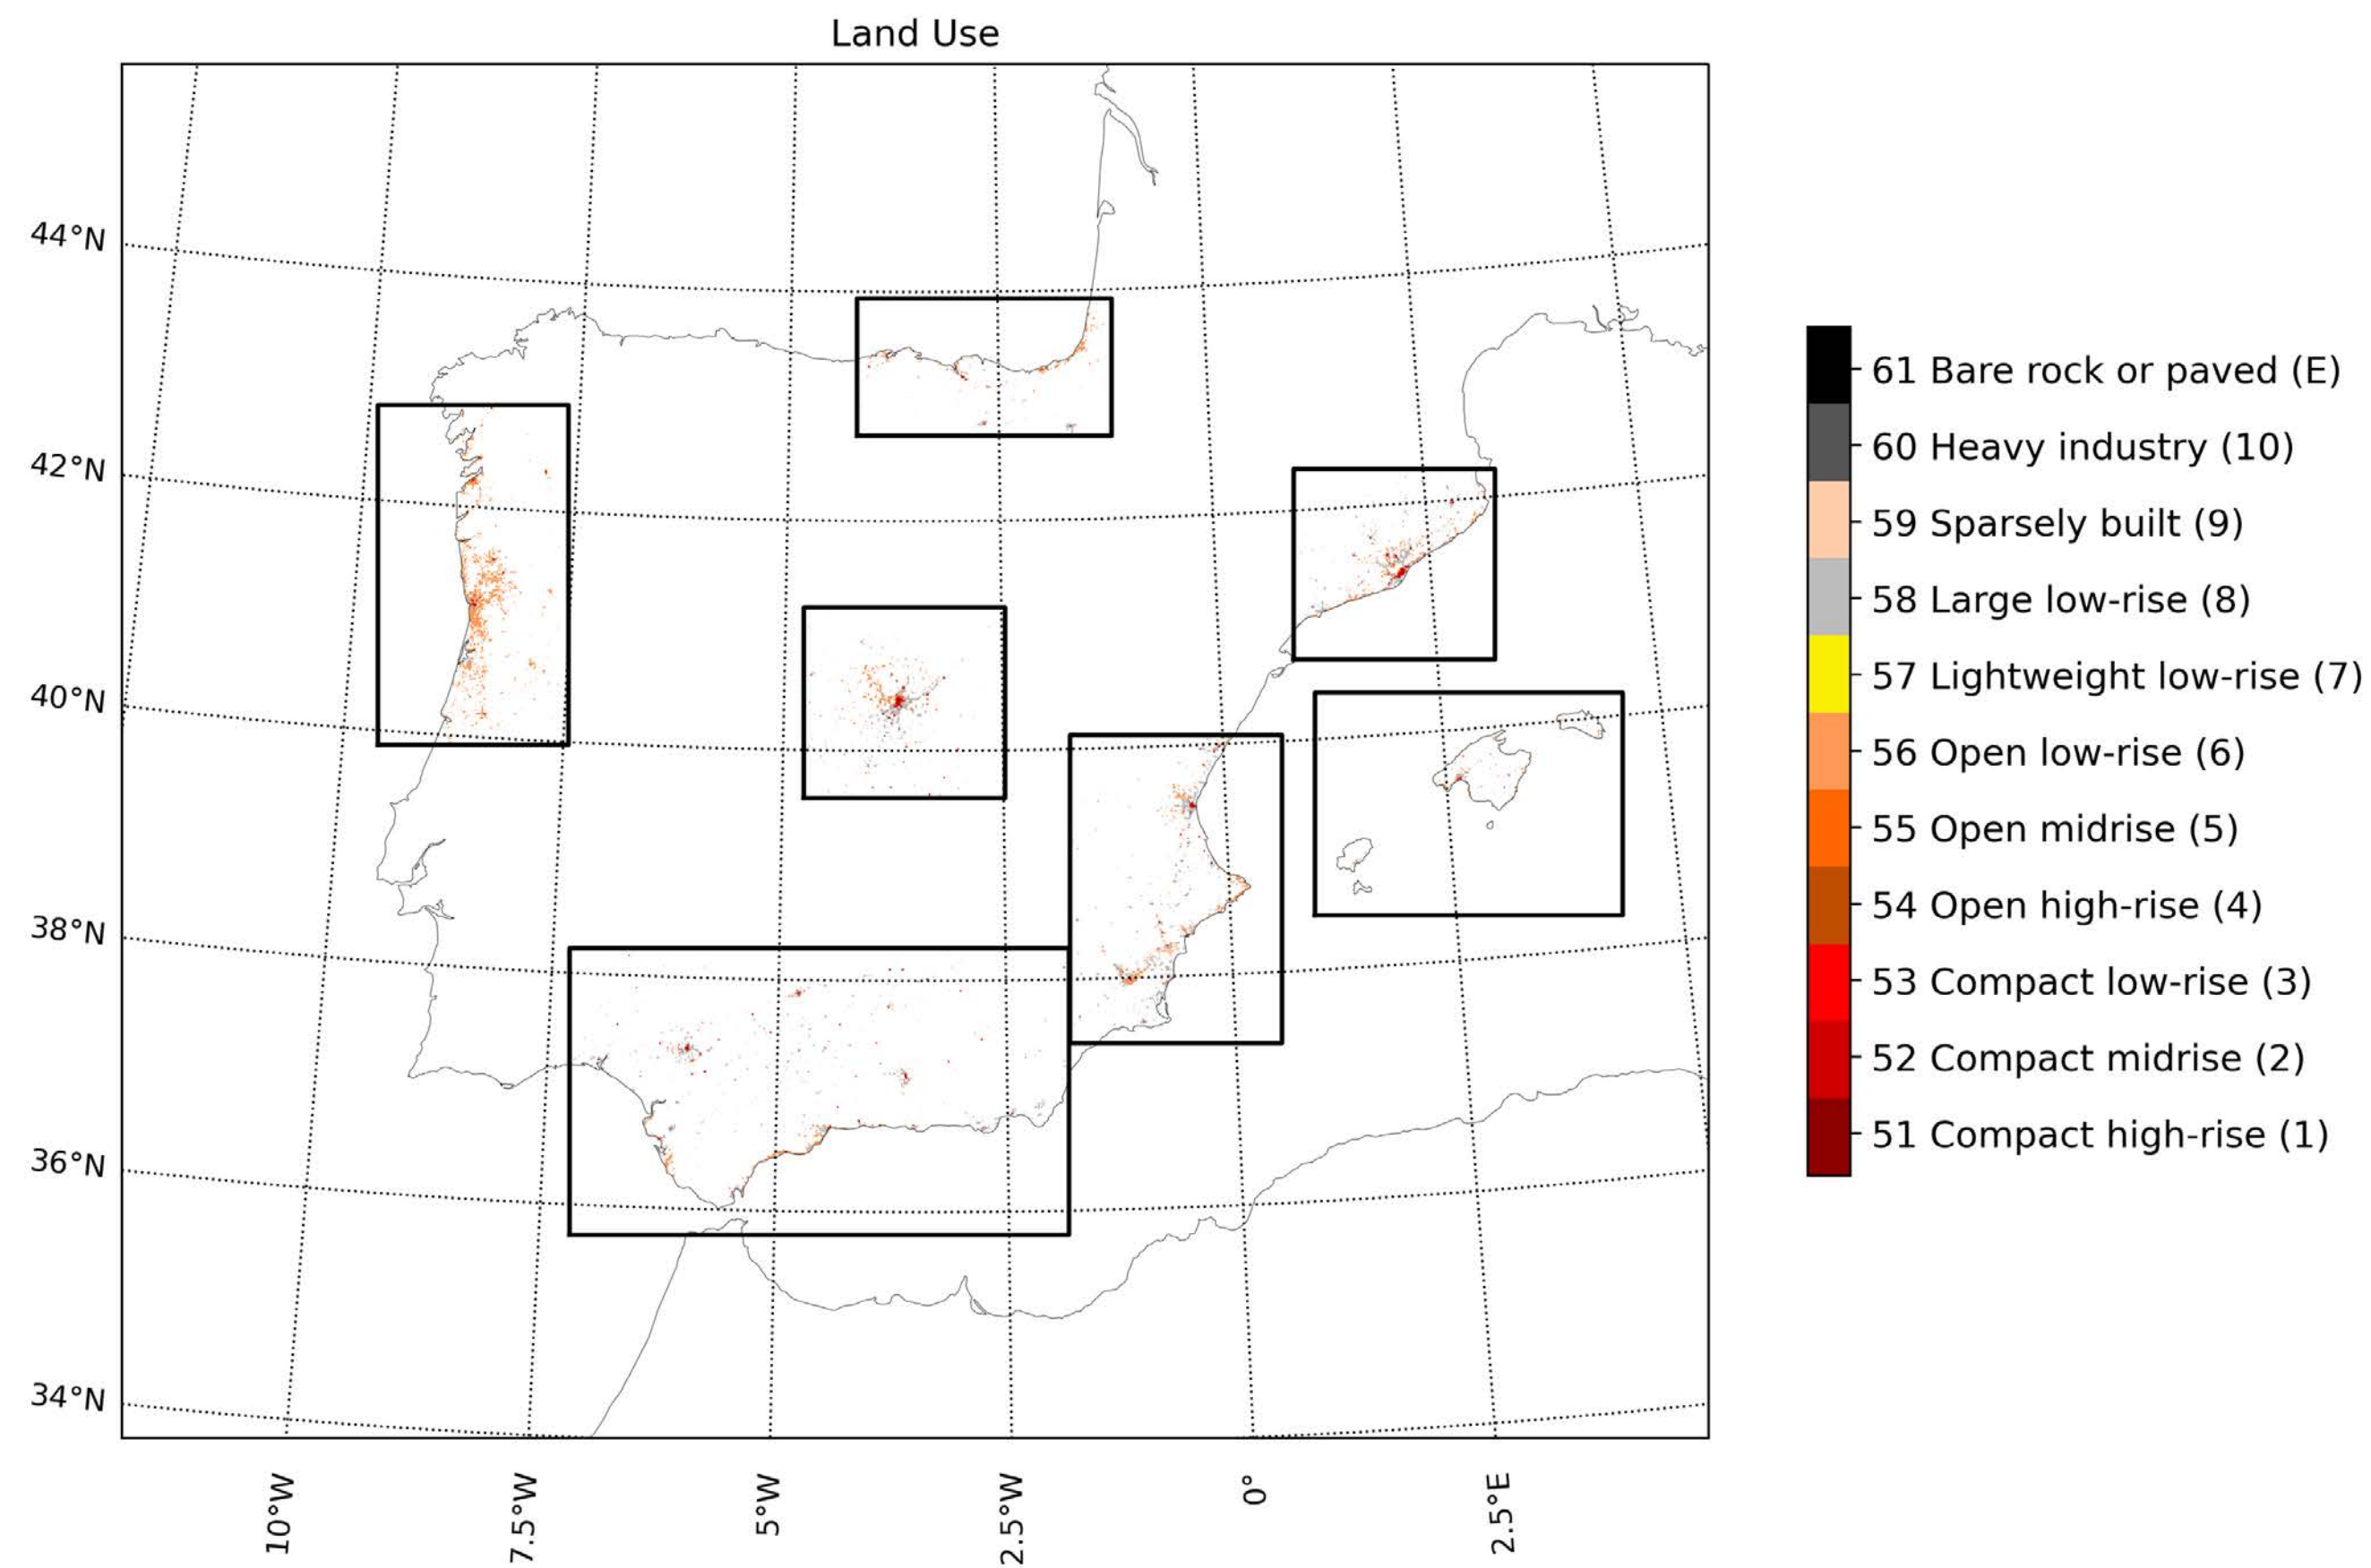 Land Use
44°N
42°N
40°N
38°N
36°N
34°N
10°W
7.5°W
5°W
2.5°W
0°
2.5°E
61 Bare rock or paved (E)
60 Heavy industry (10)
59 Sparsely built (9)
58 Large low-rise (8)
57 Lightweight low-rise (7)
56 Open low-rise (6)
55 Open midrise (5)
54 Open high-rise (4)
53 Compact low-rise (3)
52 Compact midrise (2)
51 Compact high-rise (1)